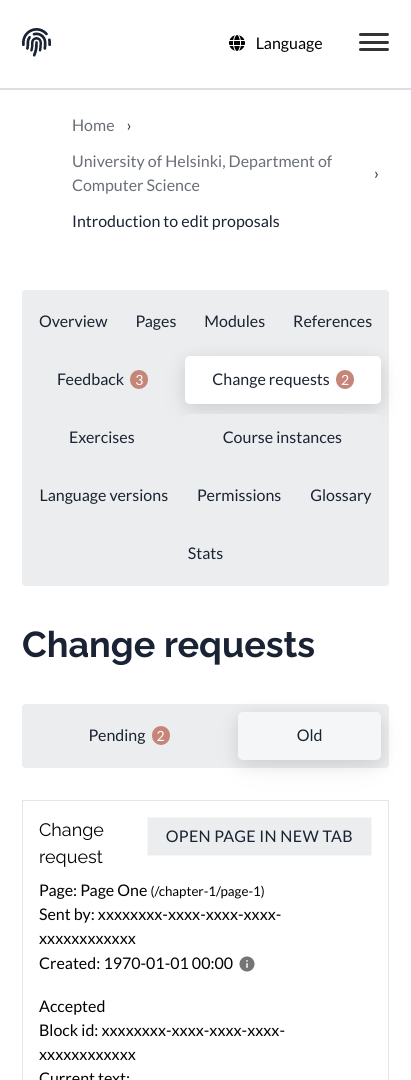 Language
Home ›
University of Helsinki, Department of
Computer Science ›
Introduction to edit proposals
Overview Pages Modules References
Feedback 3 Change requests 2
Exercises Course instances
Language versions Permissions Glossary
Stats
Change requests
Pending 2 Old
Change
request
OPEN PAGE IN NEW TAB
Page: Page One (/chapter-1/page-1)
Sent by: xxxxxxxx-xxxx-xxxx-xxxx-
xxxxxxxxxxxx
Created: 1970-01-01 00:00
Accepted
Block id: xxxxxxxx-xxxx-xxxx-xxxx-
xxxxxxxxxxxx
Current text: